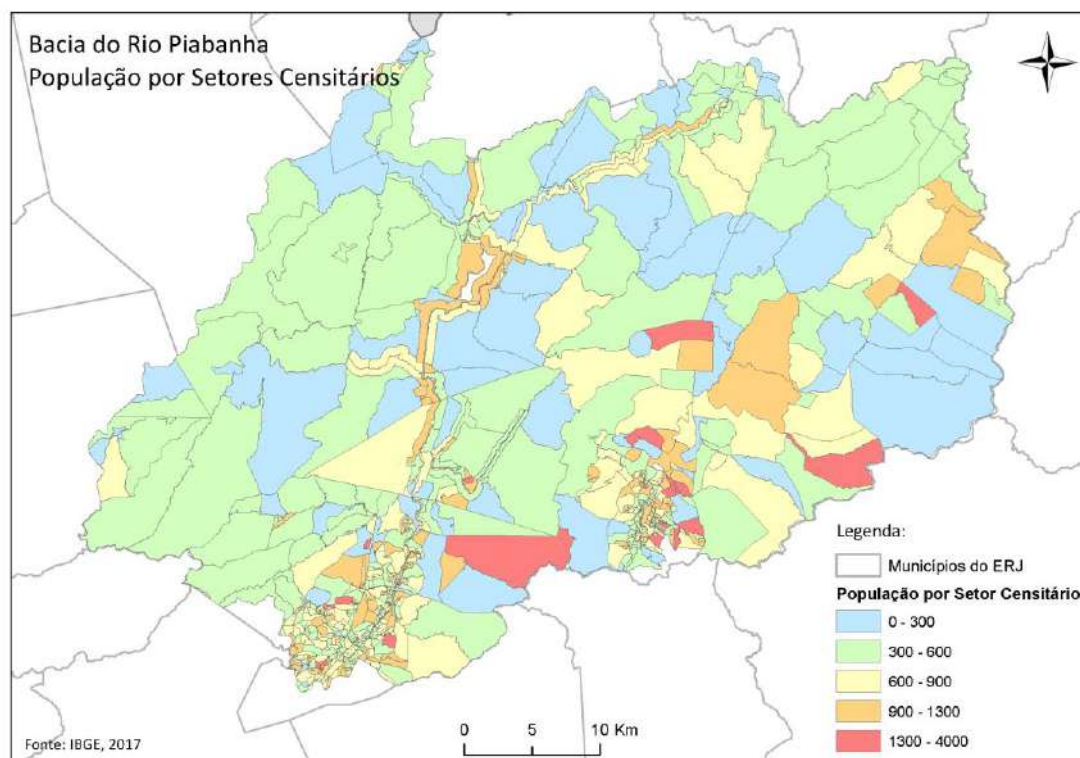 Bacia do Rio Piabanha
População por Setores Censitários
Legenda:
Municípios do ERJ
População por Setor Censitário
0 - 300
300 - 600
600 - 900
900 - 1300
1300 - 4000
0 5 10 Km
Fonte: IBGE, 2017